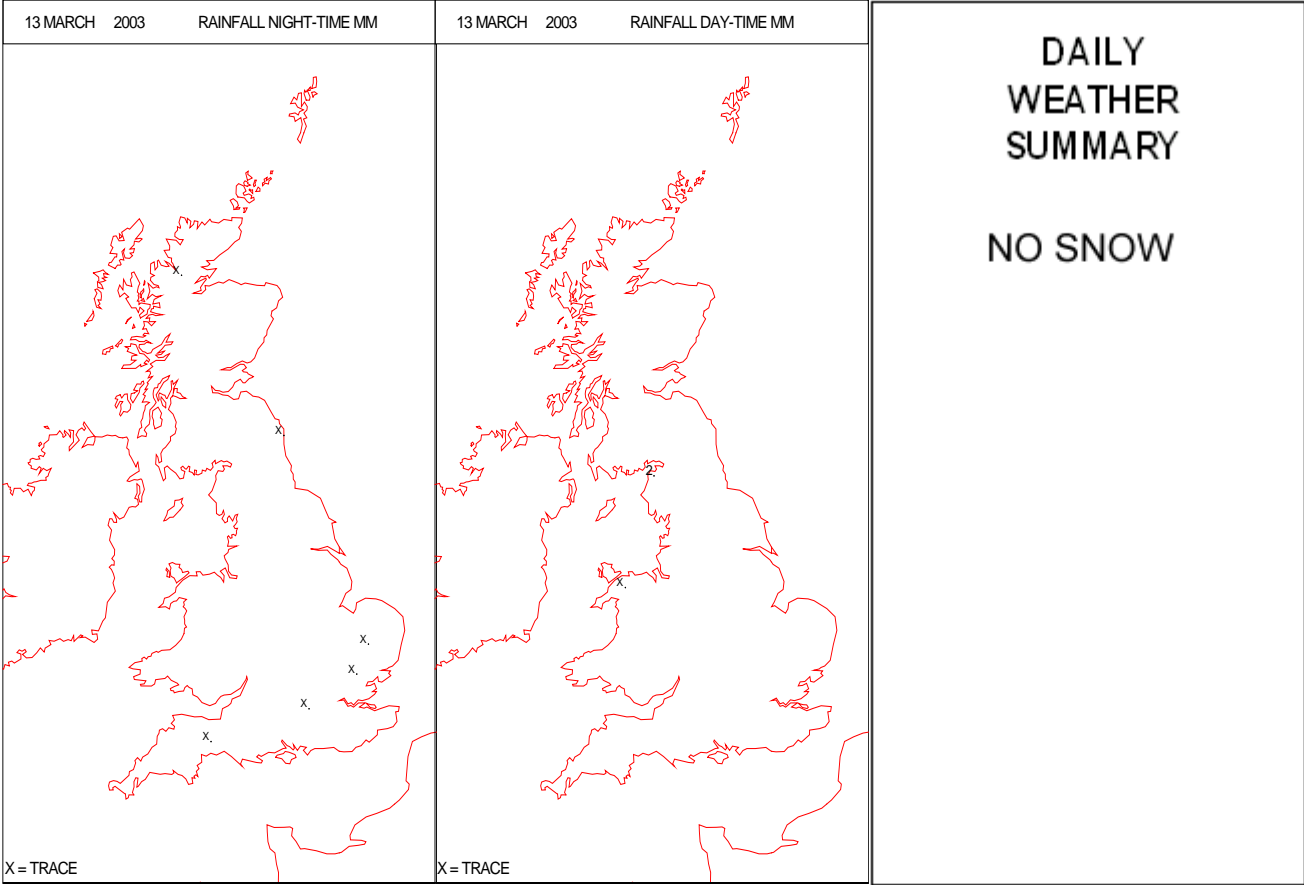 13 MARCH 2003 RAINFALL NIGHT-TIME MM
X.
X.
X.
X.
X.
X.
X = TRACE
13 MARCH 2003 RAINFALL DAY-TIME MM
2.
X.
X = TRACE
DAILY
WEATHER
SUMMARY
NO SNOW